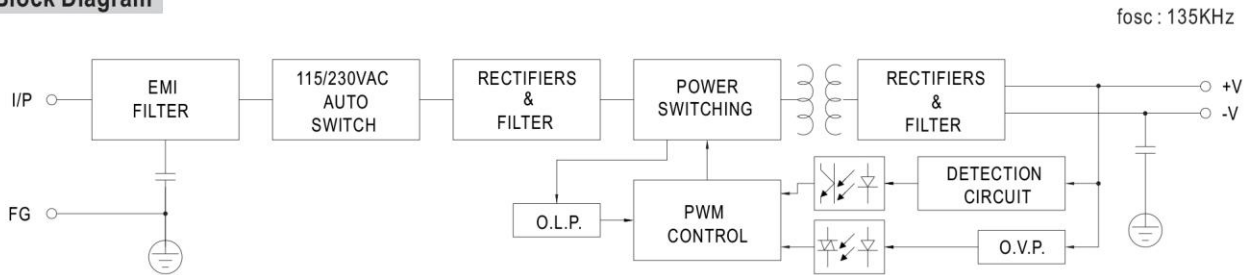 Block Diagram
fosc : 135KHz
I/P
EMI
FILTER
115/230VAC
AUTO
SWITCH
RECTIFIERS
&
FILTER
POWER
SWITCHING
RECTIFIERS
&
FILTER
+V
-V
FG
O.L.P.
PWM
CONTROL
DETECTION
CIRCUIT
O.V.P.